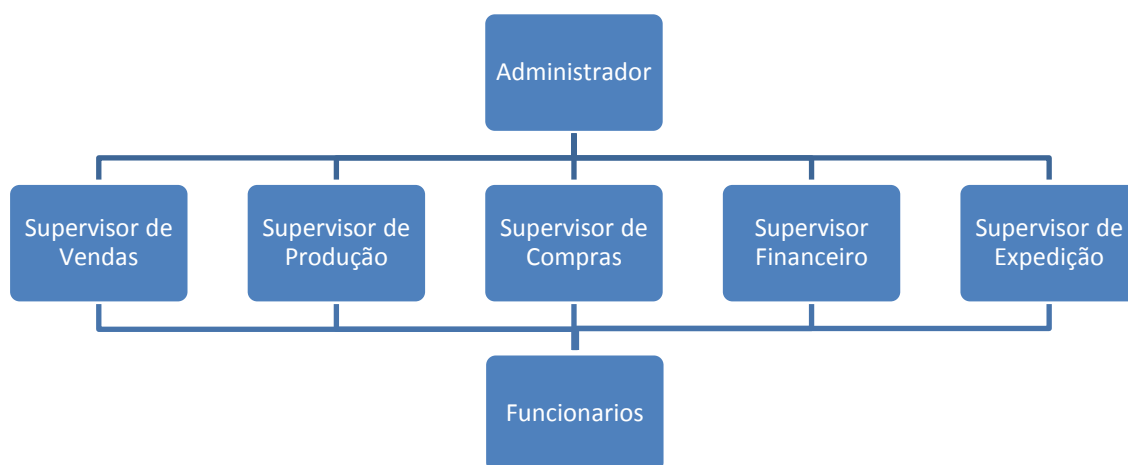 Administrador
Supervisor de
Vendas
Supervisor de
Produção
Supervisor de
Compras
Supervisor
Financeiro
Supervisor de
Expedição
Funcionarios